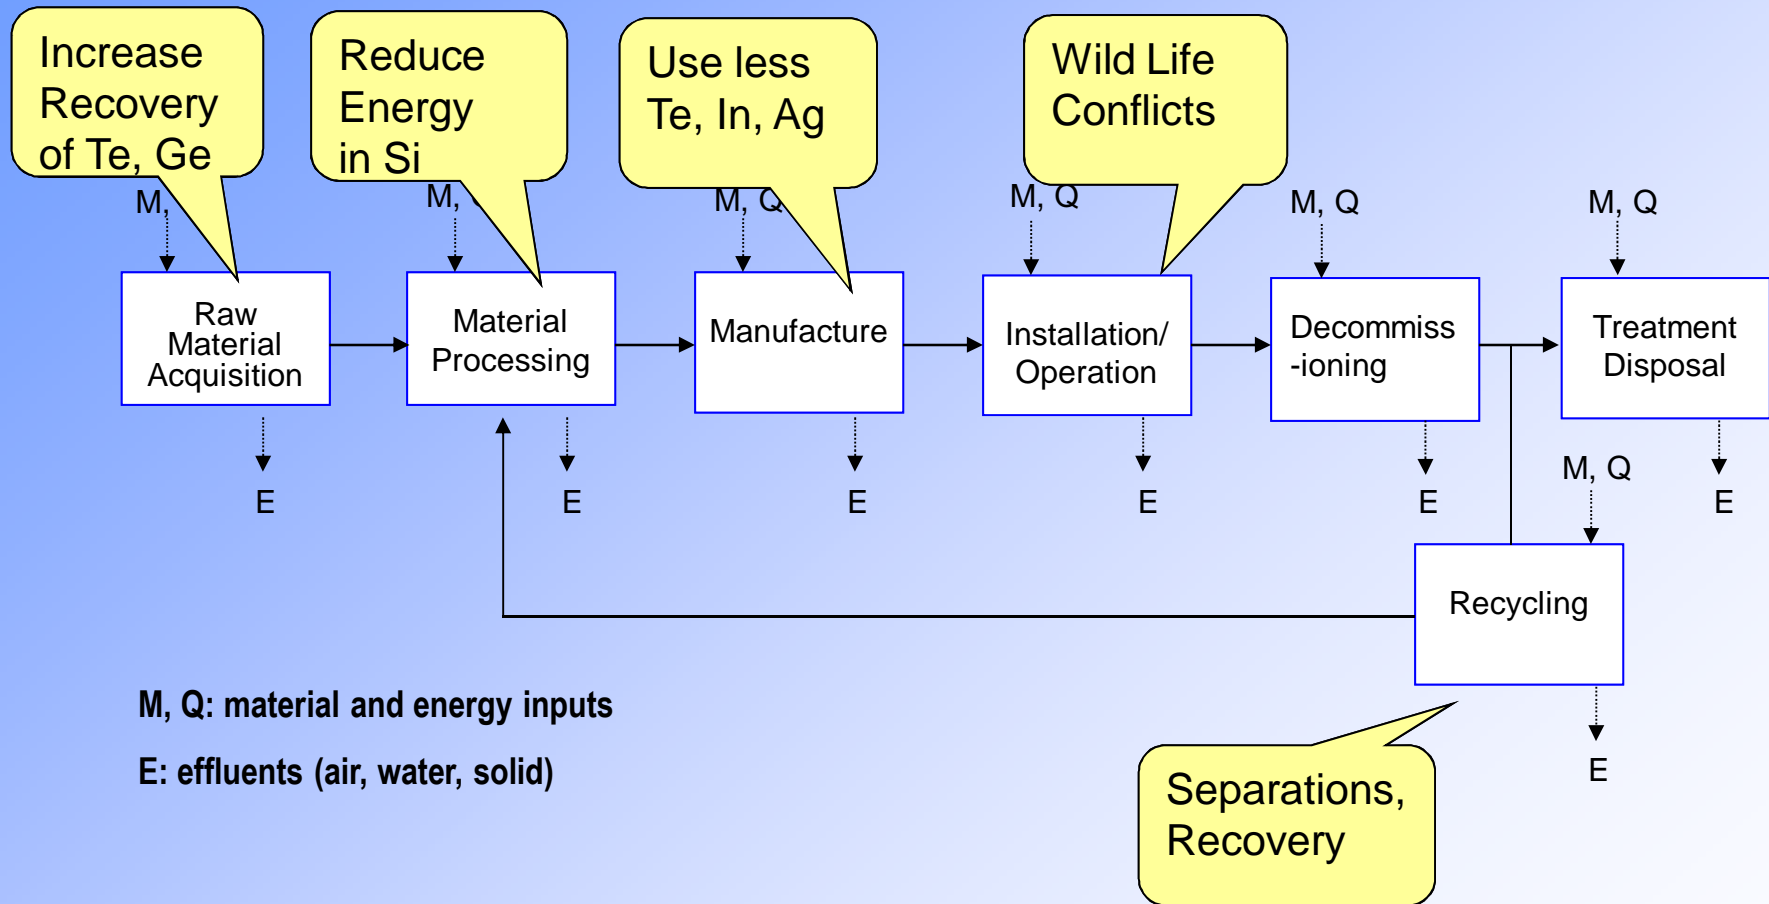 Increase
Recovery
of Te, Ge
Reduce
Energy
in Si
Use less
Te, In, Ag
Wild Life
Conflicts
M,
M,
M, Q
M, Q
M, Q
M, Q
Raw
Material
Acquisition
Material
Processing
Manufacture
Installation/
Operation
Decommiss
-ioning
Treatment
Disposal
E
E
E
E
E
E
M, Q
Recycling
E
M, Q: material and energy inputs
E: effluents (air, water, solid)
Separations,
Recovery